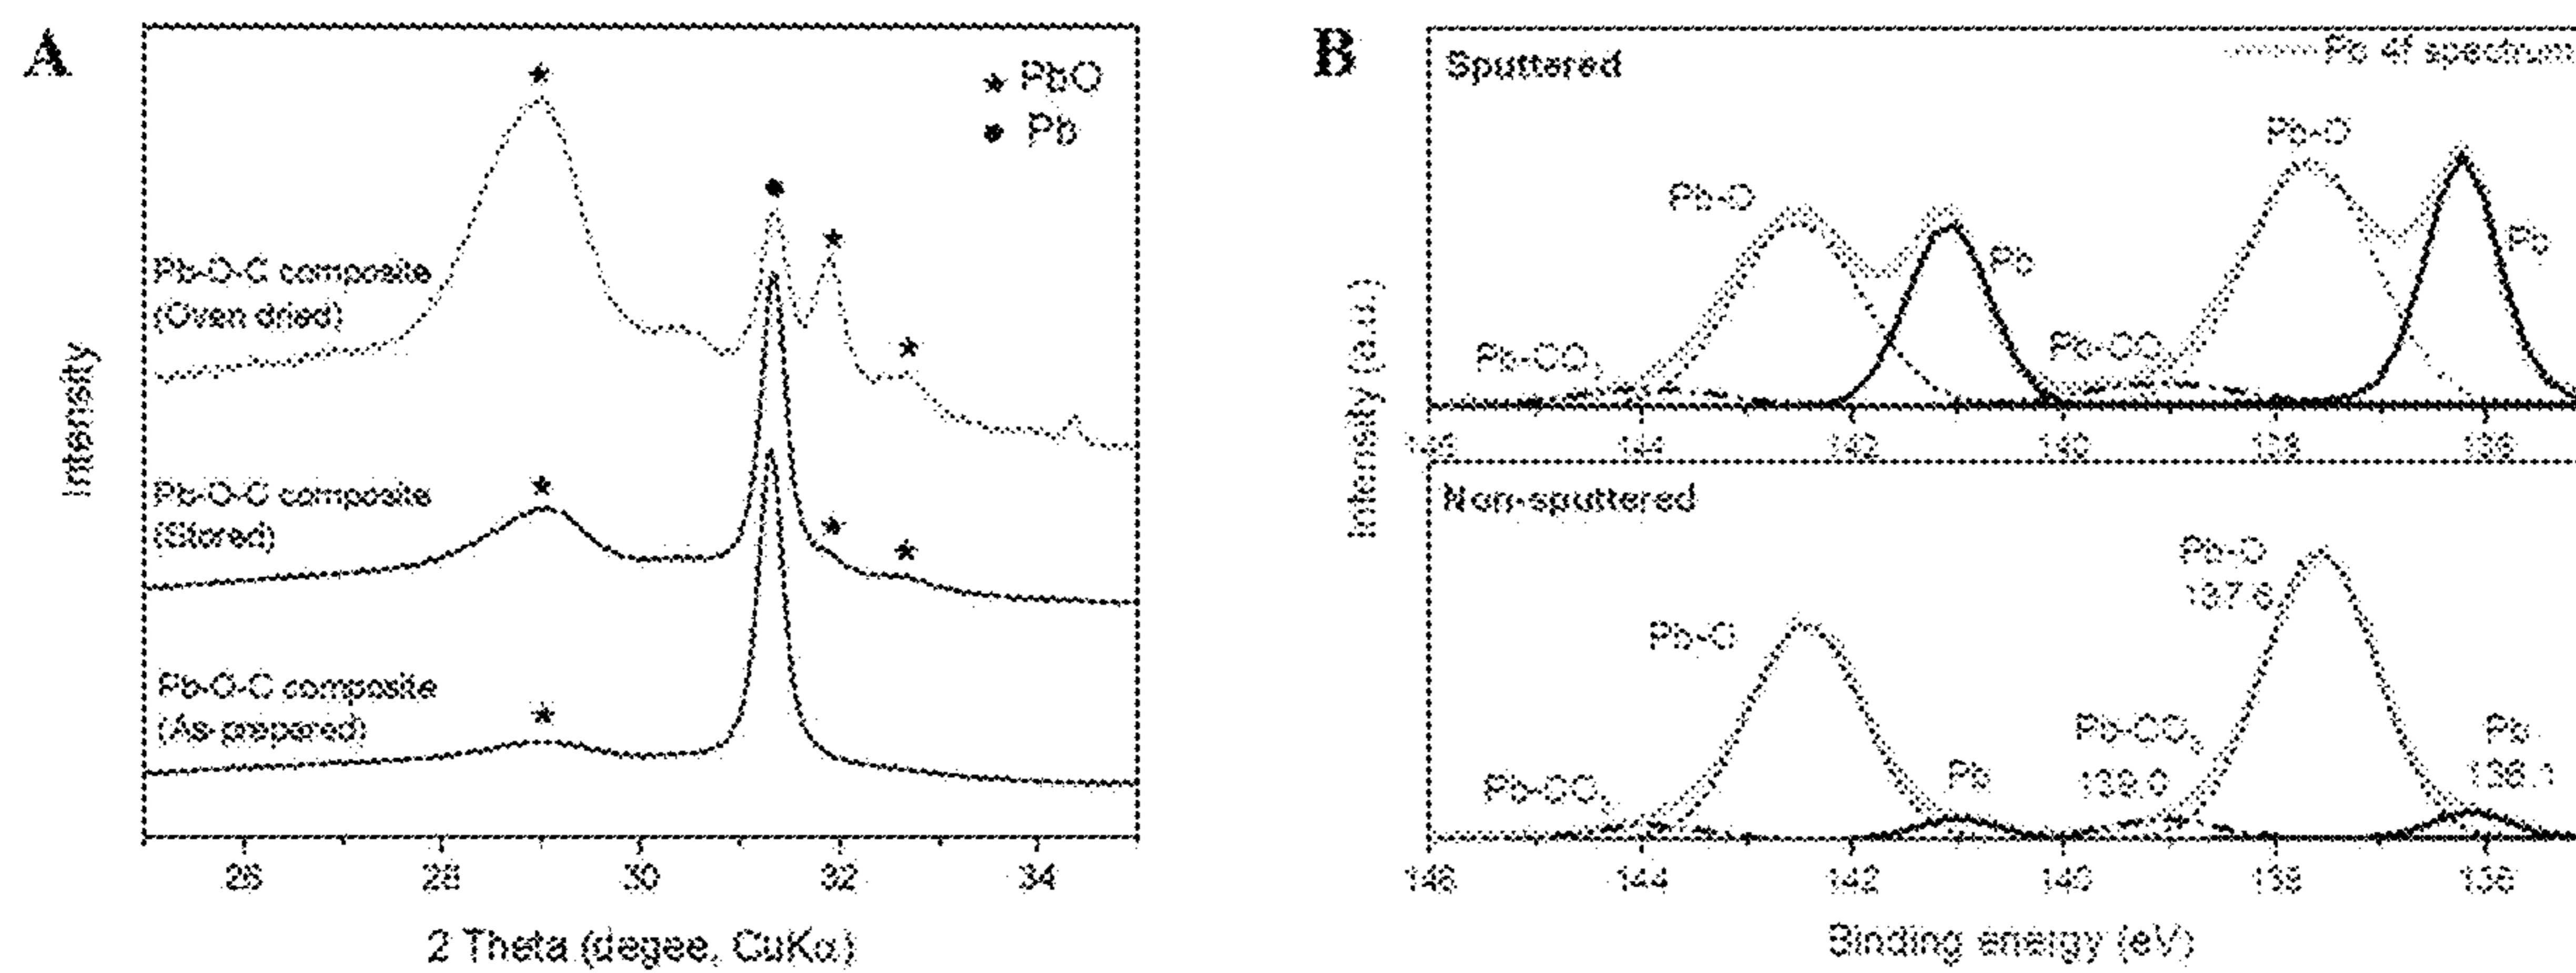 A
★ PbO
● Pb
Pb-O-C composite
(Oven dried)
Pb-O-C composite
(Stored)
Pb-O-C composite
(As-prepared)
Intensity
26 28 30 32 34
2 Theta (degee, CuKα)
B
Sputtered
Pb 4f spectrum
Pb-O
Pb-O
Pb
Pb
Pb-CO₃
Pb-CO₃
146 144 142 140 138 136
Intensity (a.u.)
Non-sputtered
Pb-O
137.6
Pb-O
Pb-CO₃
139.0
Pb
136.1
Pb
Pb-CO₃
146 144 142 140 138 136
Binding energy (eV)